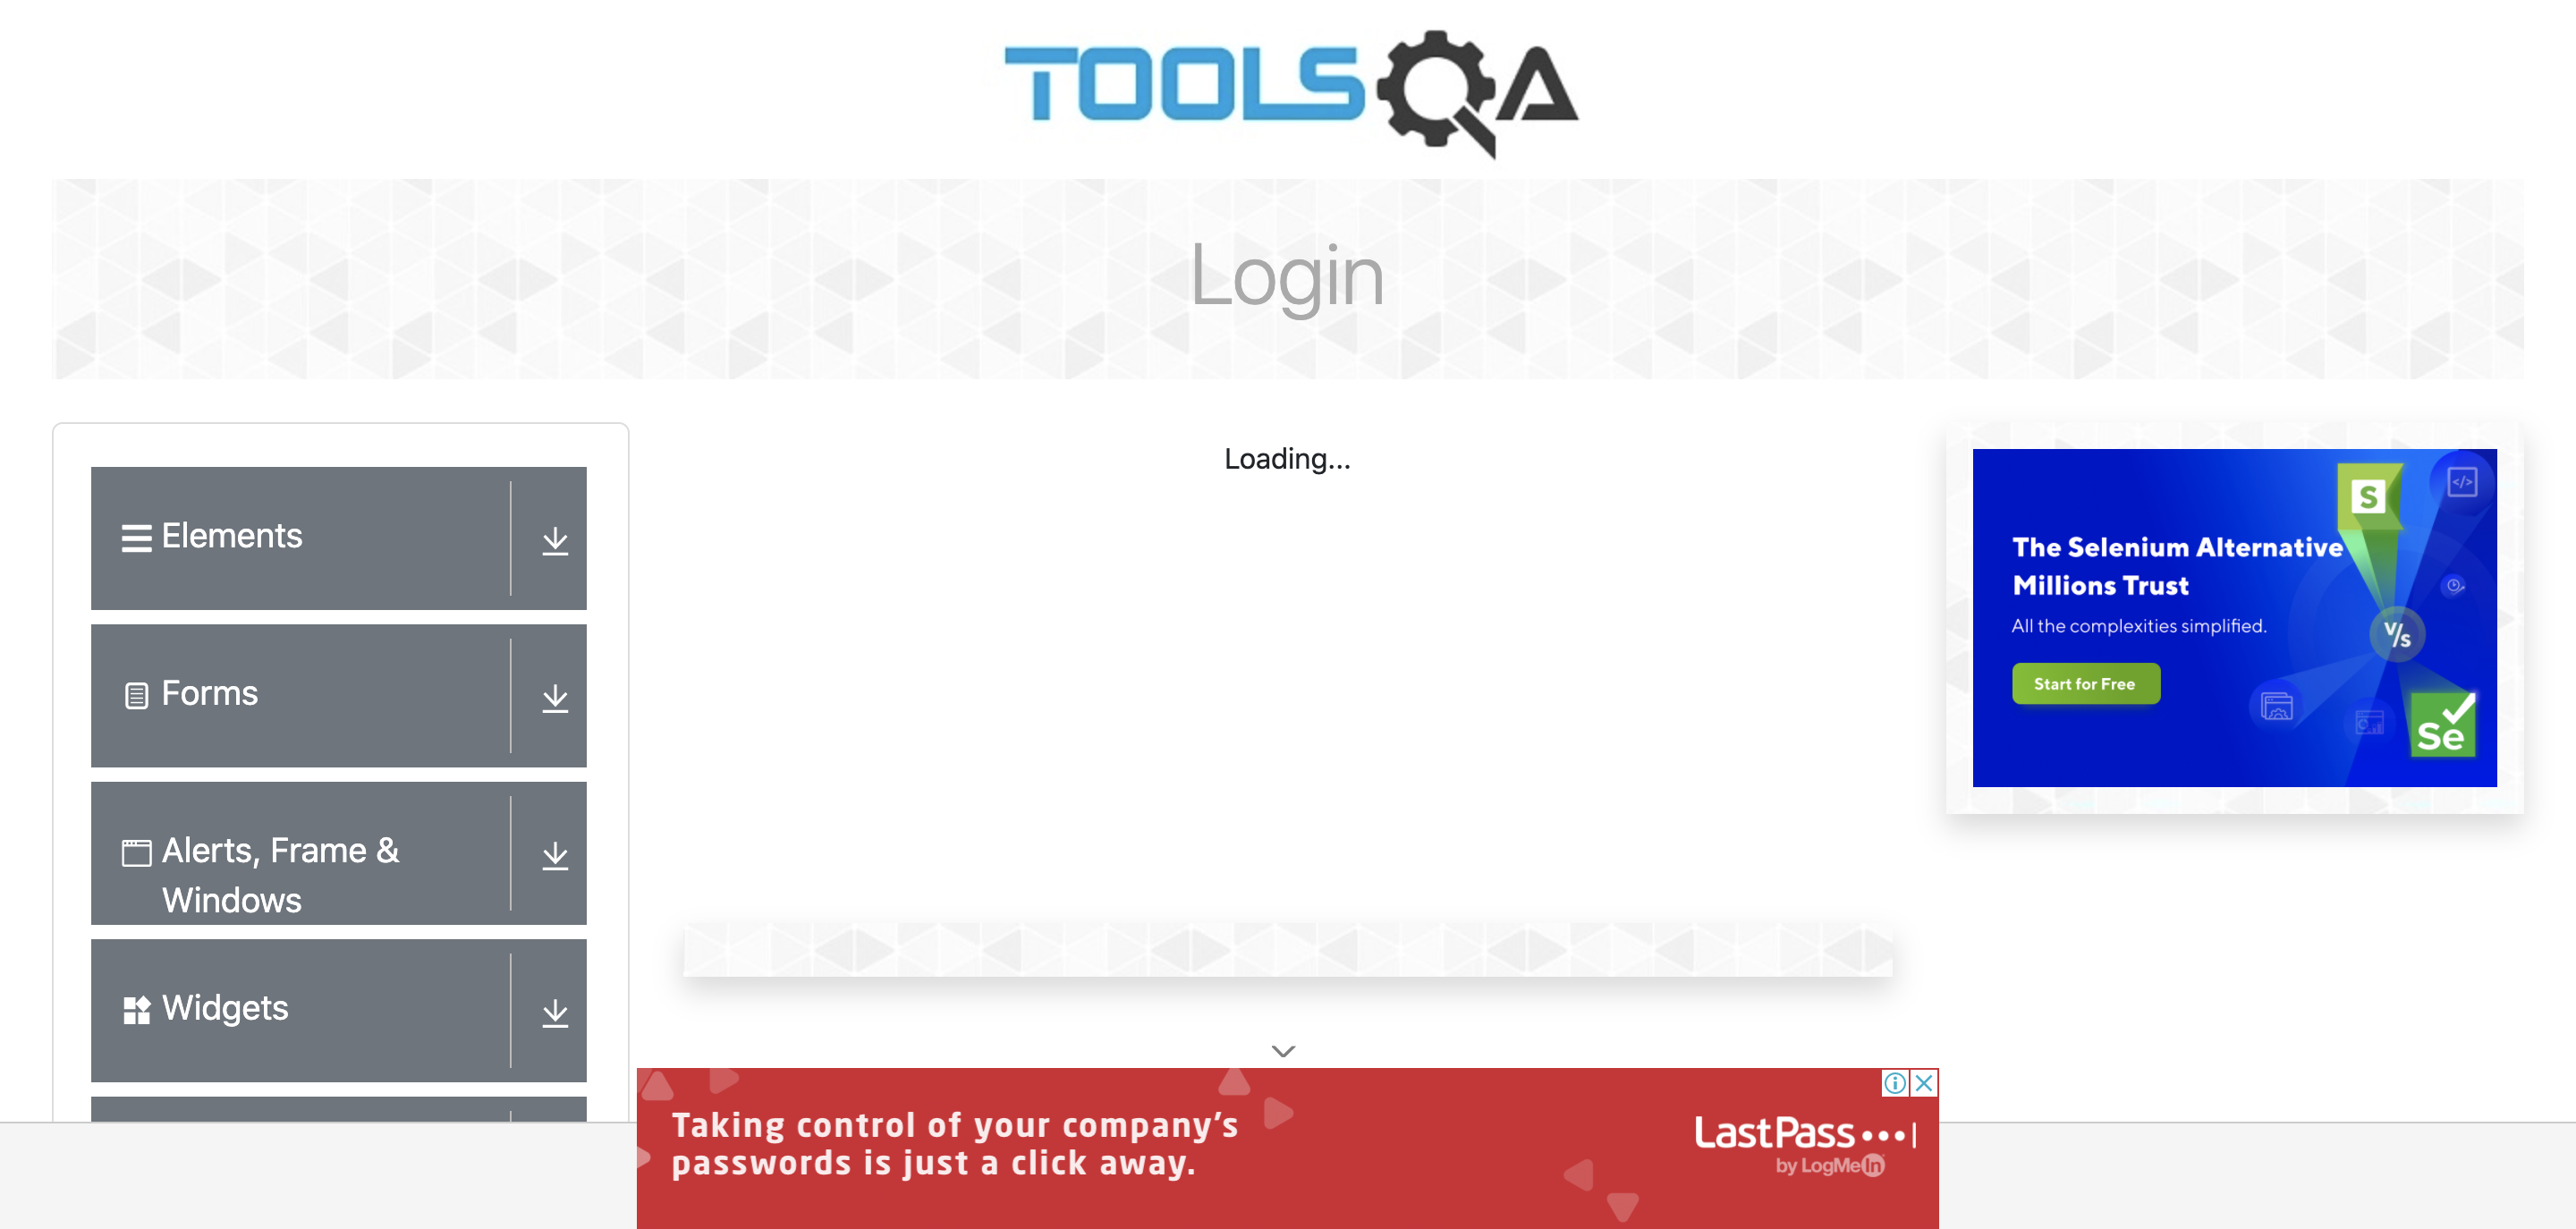 TOOLSQA
Login
Elements
Forms
Alerts, Frame &
Windows
Widgets
Loading...
The Selenium Alternative
Millions Trust
All the complexities simplified.
Start for Free
S
</>
V/s
Se
Taking control of your company's
passwords is just a click away.
LastPass
by LogMeIn